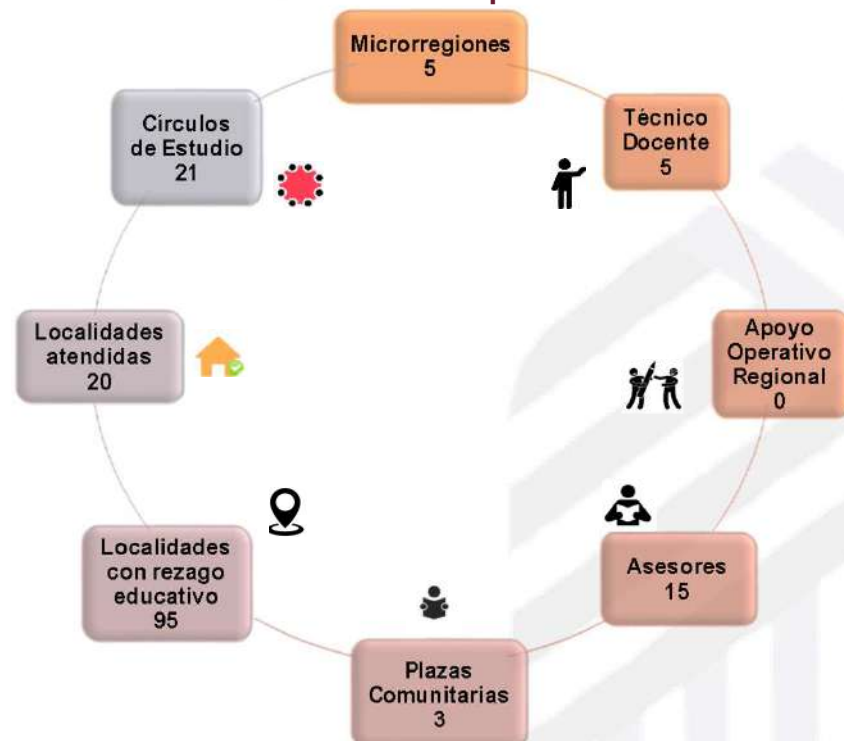 Microrregiones
5
Técnico
Docente
5
Apoyo
Operativo
Regional
0
Asesores
15
Plazas
Comunitarias
3
Localidades
con rezago
educativo
95
Localidades
atendidas
20
Círculos
de Estudio
21